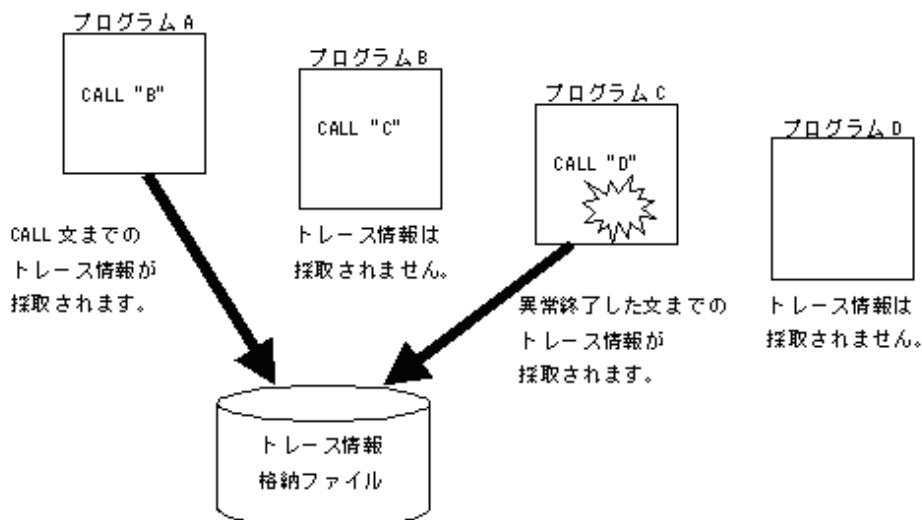 プログラムA
CALL "B"
CALL文までの
トレース情報が
採取されます。
プログラムB
CALL "C"
トレース情報は
採取されません。
プログラムC
CALL "D"
異常終了した文までの
トレース情報が
採取されます。
プログラムD
トレース情報は
採取されません。
トレース情報
格納ファイル